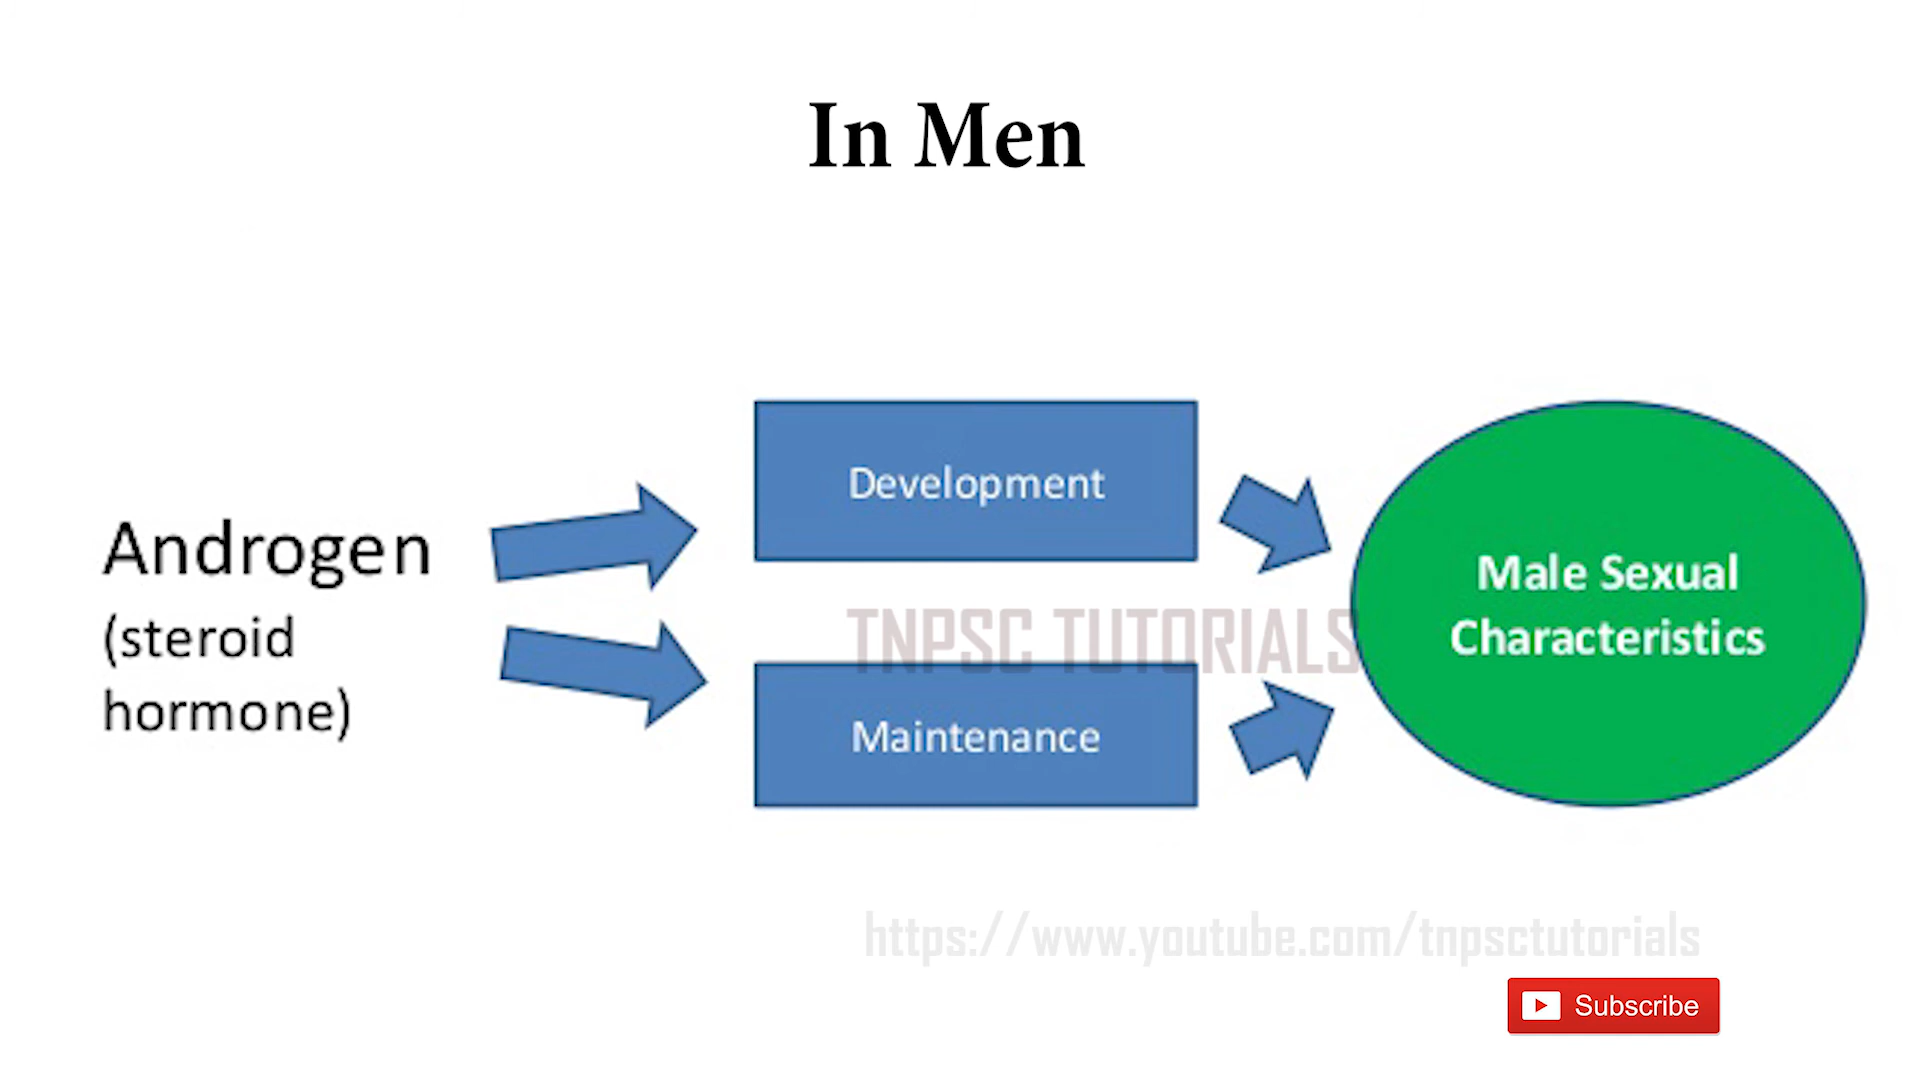 In Men
Androgen
(steroid
hormone)
Development
Maintenance
Male Sexual
Characteristics
TNPSC TUTORIALS
https://www.youtube.com/tnpsctutorials
Subscribe